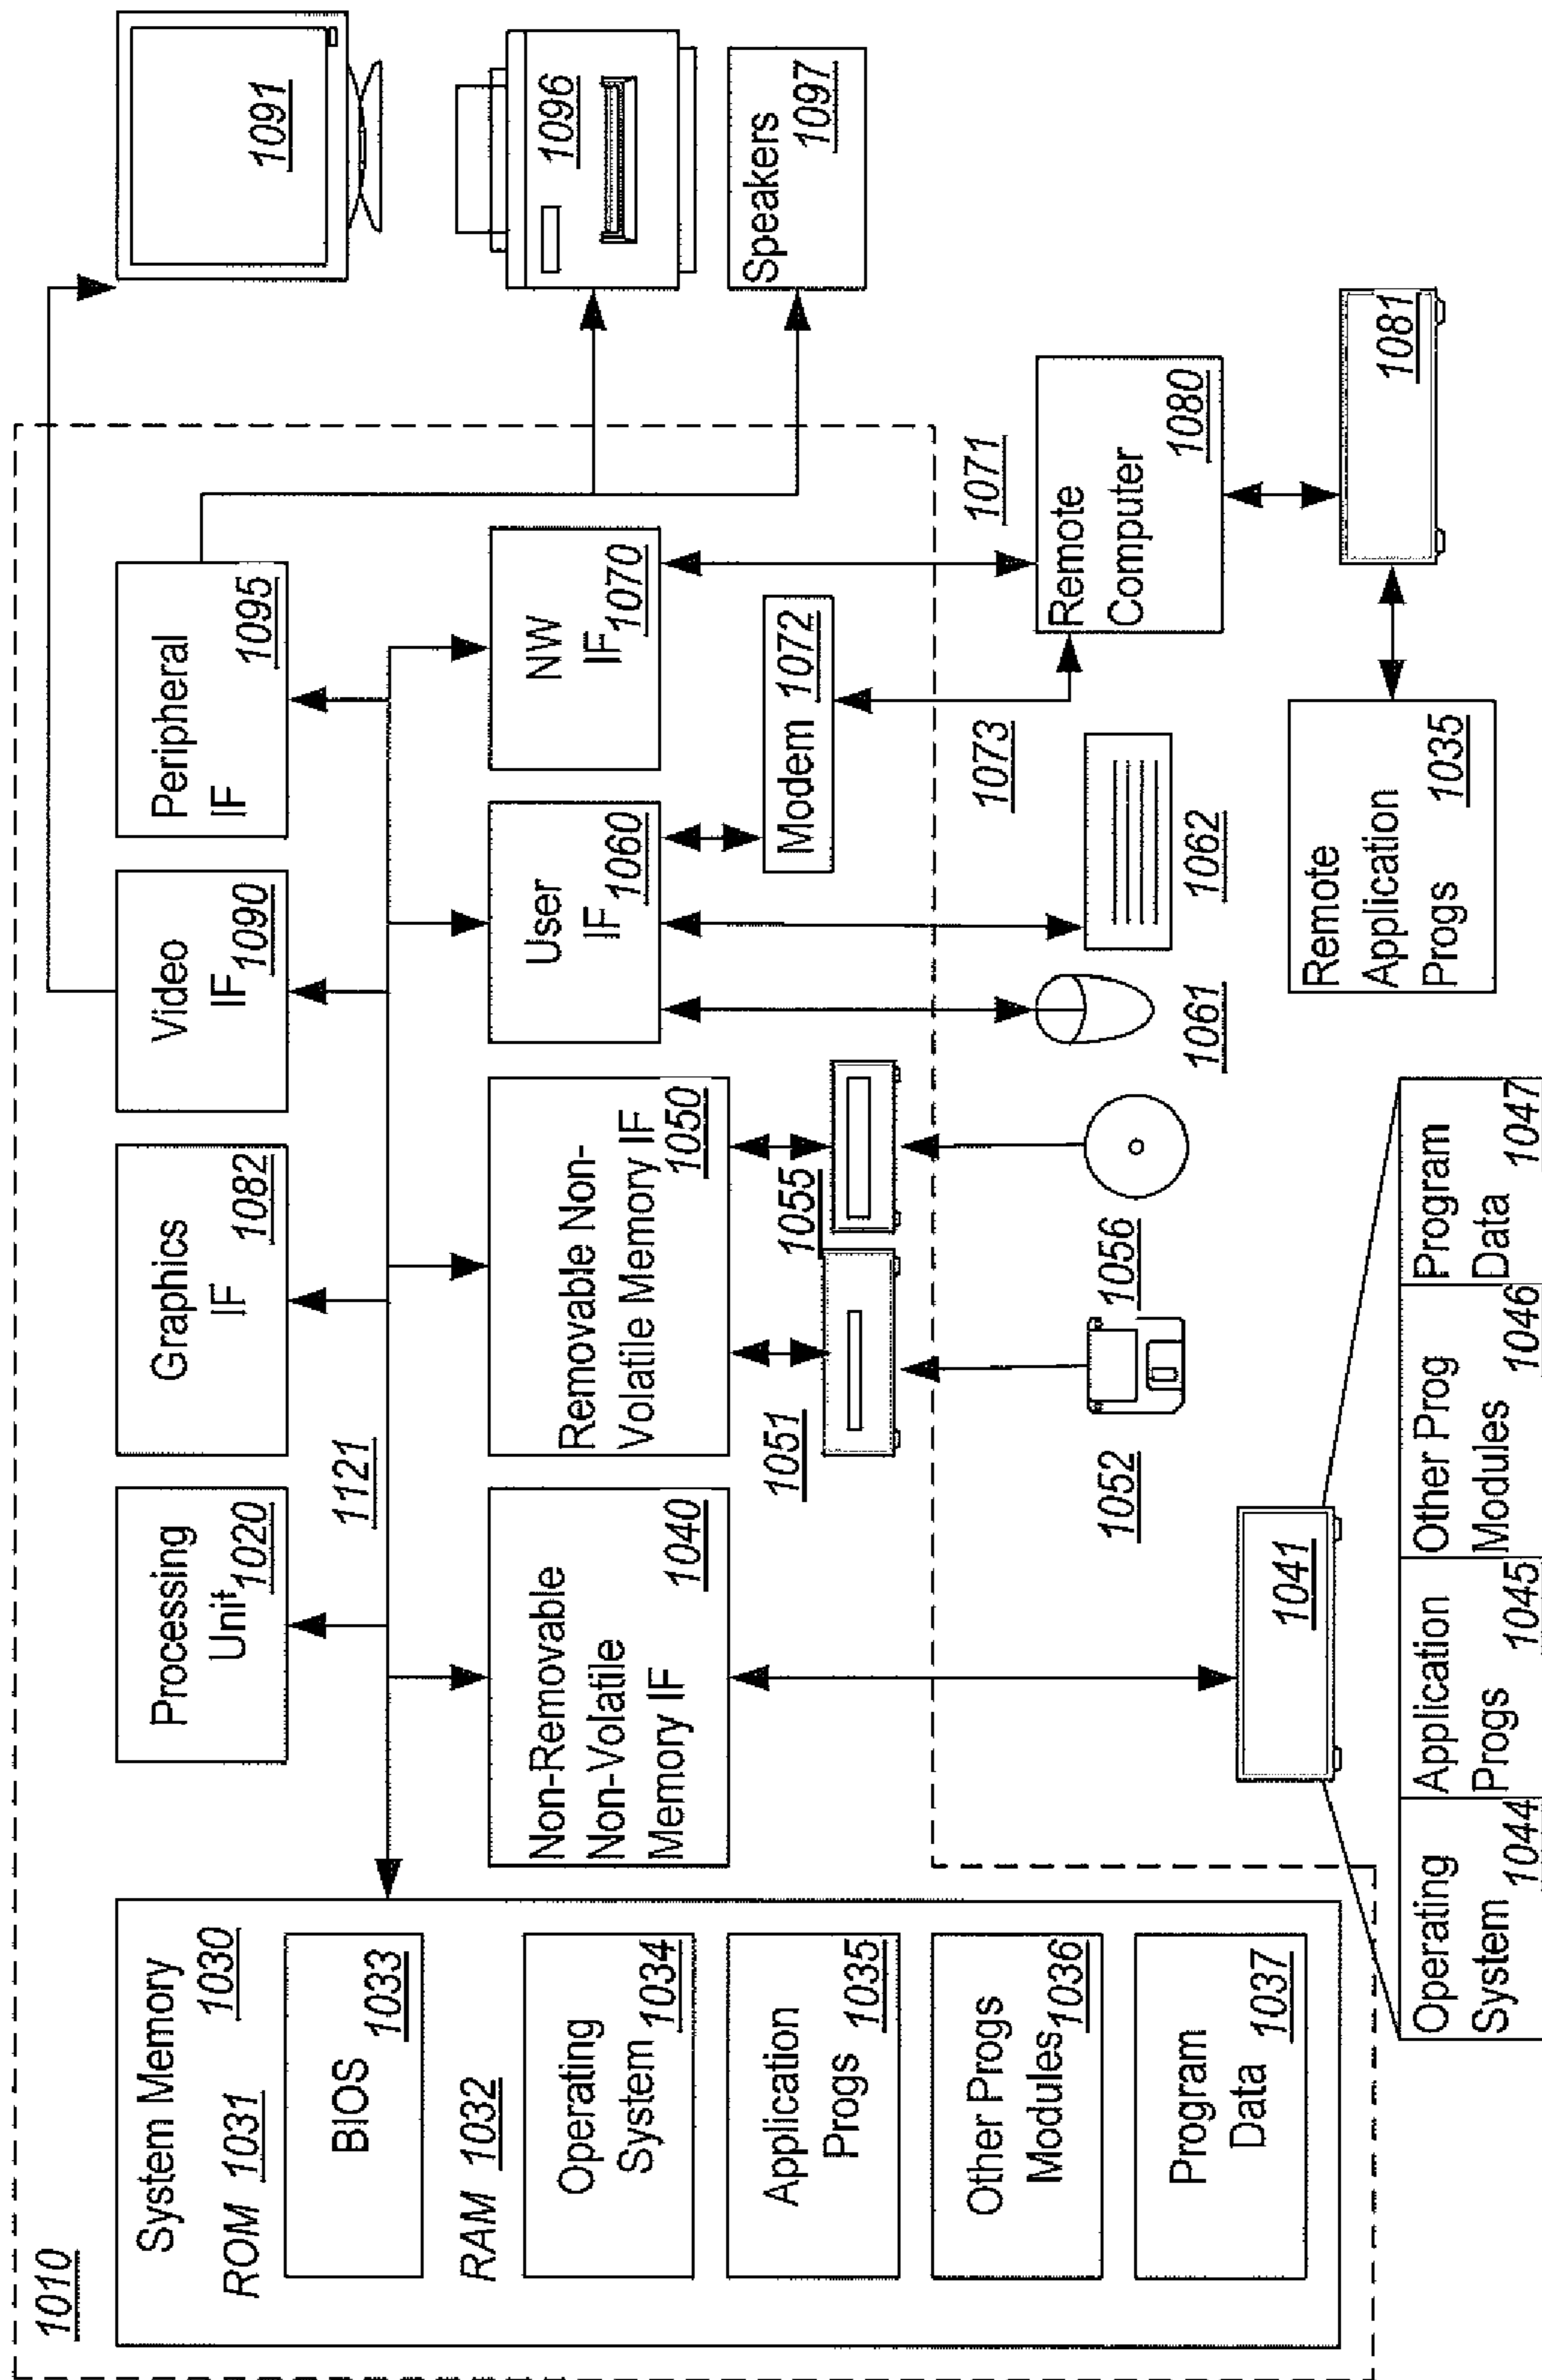 1010
System Memory
1030
ROM 1031
BIOS
1033
RAM 1032
Operating
System 1034
Application
Progs 1035
Other Progs
Modules 1036
Program
Data 1037
Processing
Unit 1020
Graphics
IF 1082
Video
IF 1090
Peripheral
IF 1095
1121
Non-Removable
Non-Volatile
Memory IF 1040
Removable Non-
Volatile Memory IF
1050
User
IF 1060
NW
IF 1070
1051
1055
Modem 1072
1052
1056
1061
1062
1073
1071
Remote
Computer
1080
1091
1096
Speakers
1097
1041
Operating
System 1044
Application
Progs 1045
Other Prog
Modules 1046
Program
Data 1047
Remote
Application
Progs 1035
1081